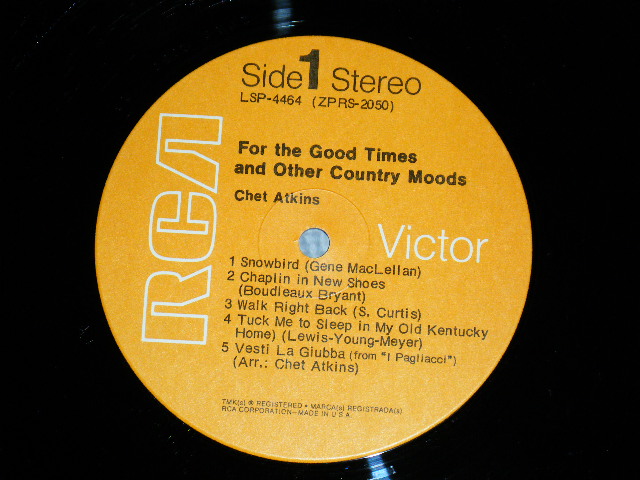 Side 1 Stereo
LSP-4464 (ZPRS-2050)
For the Good Times
and Other Country Moods
Chet Atkins
RCA
Victor
1 Snowbird (Gene MacLellan)
2 Chaplin in New Shoes
(Boudleaux Bryant)
3 Walk Right Back (S. Curtis)
4 Tuck Me to Sleep in My Old Kentucky
Home) (Lewis-Young-Meyer)
5 Vesti La Giubba (from "I Pagliacci")
(Arr.: Chet Atkins)
TMK(s) ® REGISTERED • MARCA(s) REGISTRADA(s)
RCA CORPORATION—MADE IN U.S.A.